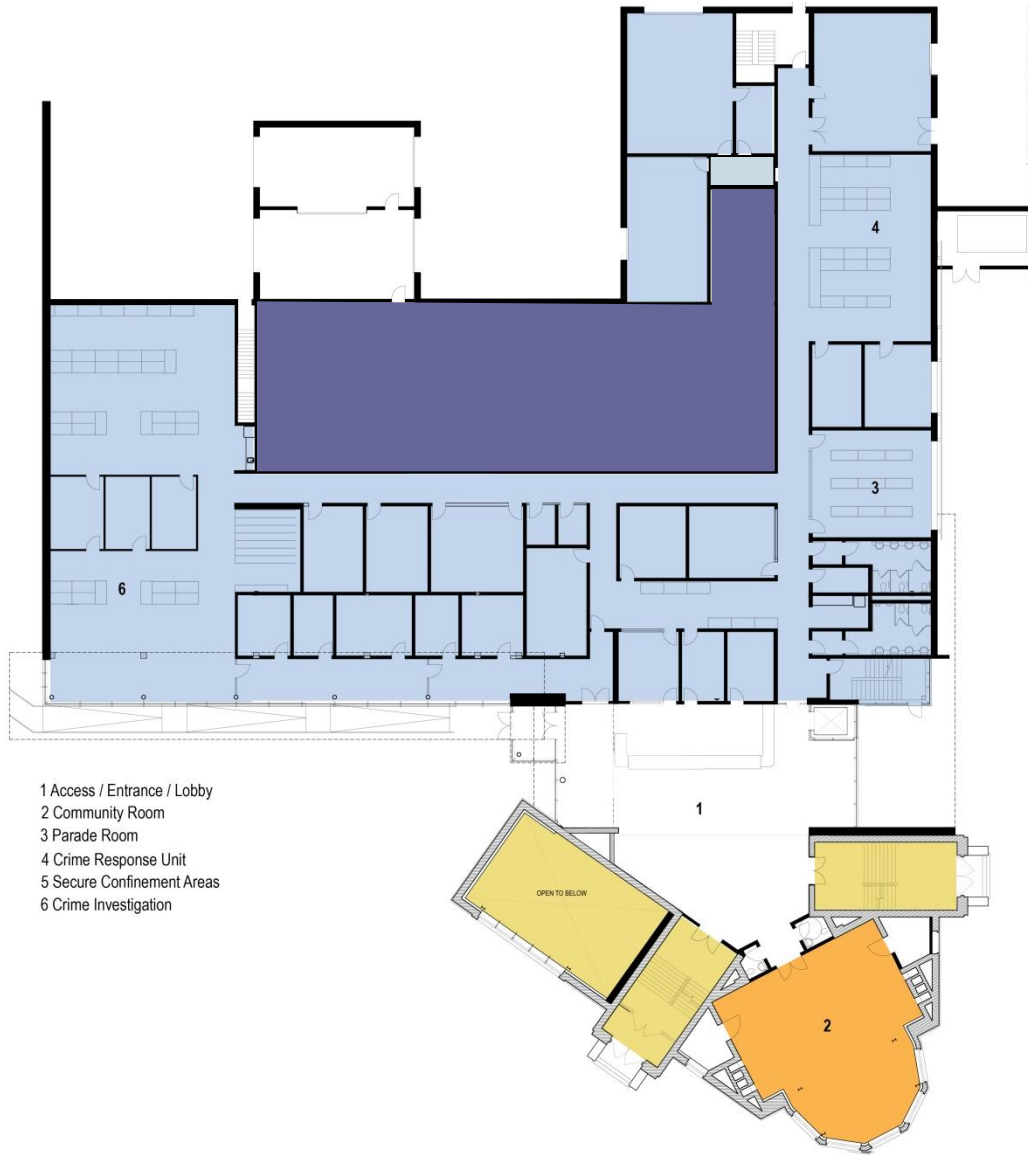 4
3
6
1 Access / Entrance / Lobby
2 Community Room
3 Parade Room
4 Crime Response Unit
5 Secure Confinement Areas
6 Crime Investigation
1
OPEN TO BELOW
2